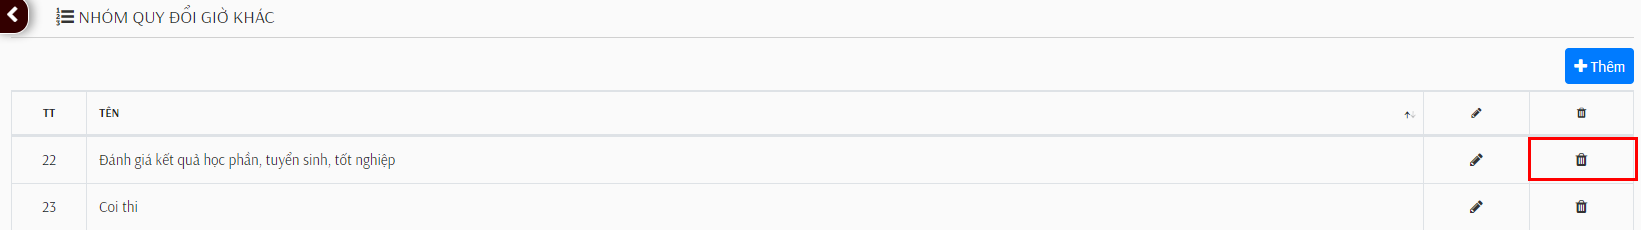 NHÓM QUY ĐỔI GIỜ KHÁC
Thêm
TT TÊN
22 Đánh giá kết quả học phần, tuyển sinh, tốt nghiệp
23 Coi thi